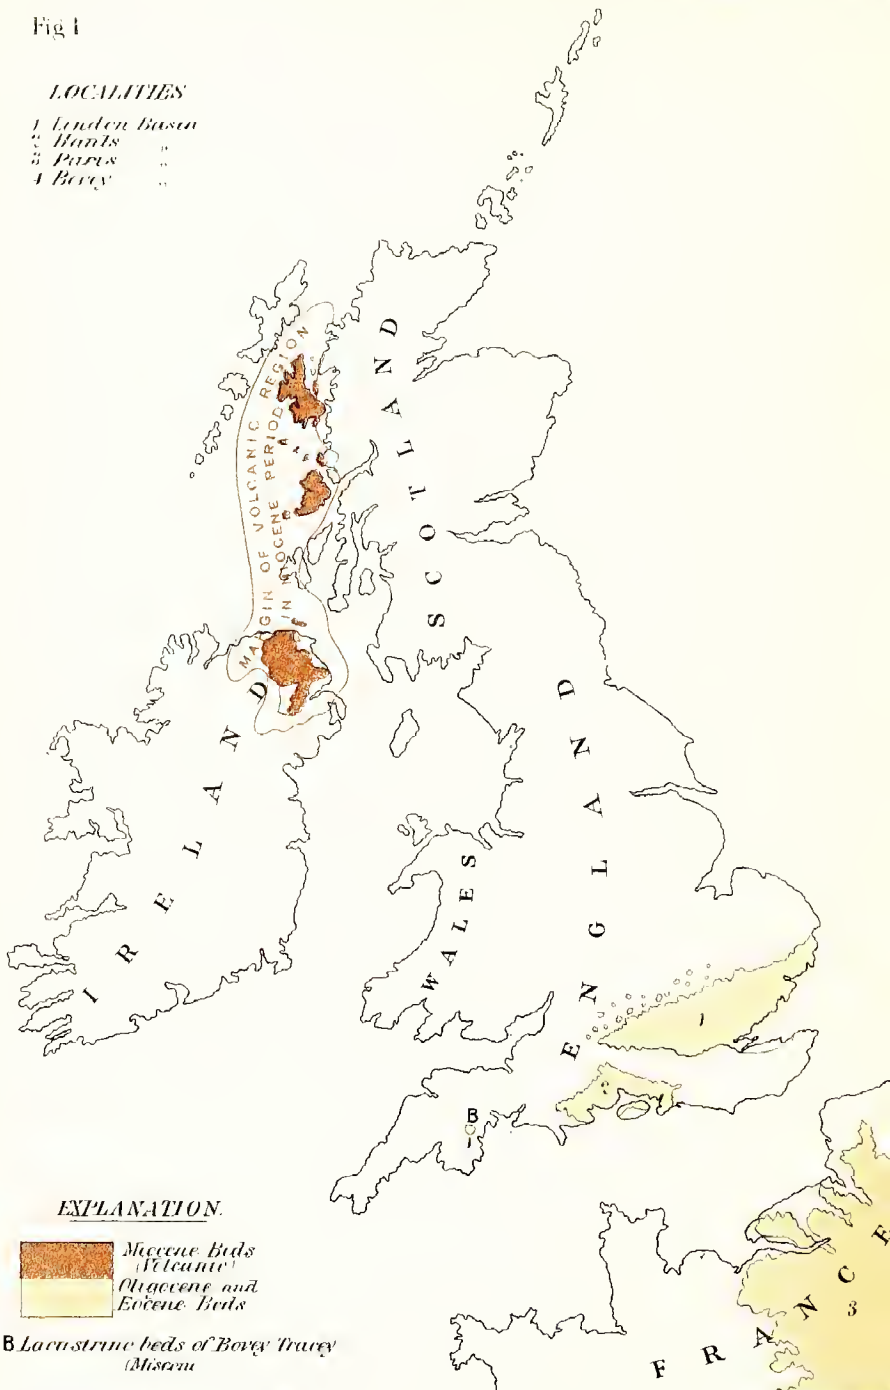 Fig 1
LOCALITIES
1 London Basin
2 Hants „
3 Paris „
4 Bovey „
MARGIN OF VOLCANIC REGION
IN MIOCENE PERIOD
SCOTLAND
IRELAND
ENGLAND
WALES
1
2
B
FRANCE
3
EXPLANATION.
Miocene Beds
(Volcanic)
Oligocene and
Eocene Beds
B Lacustrine beds of Bovey Tracey